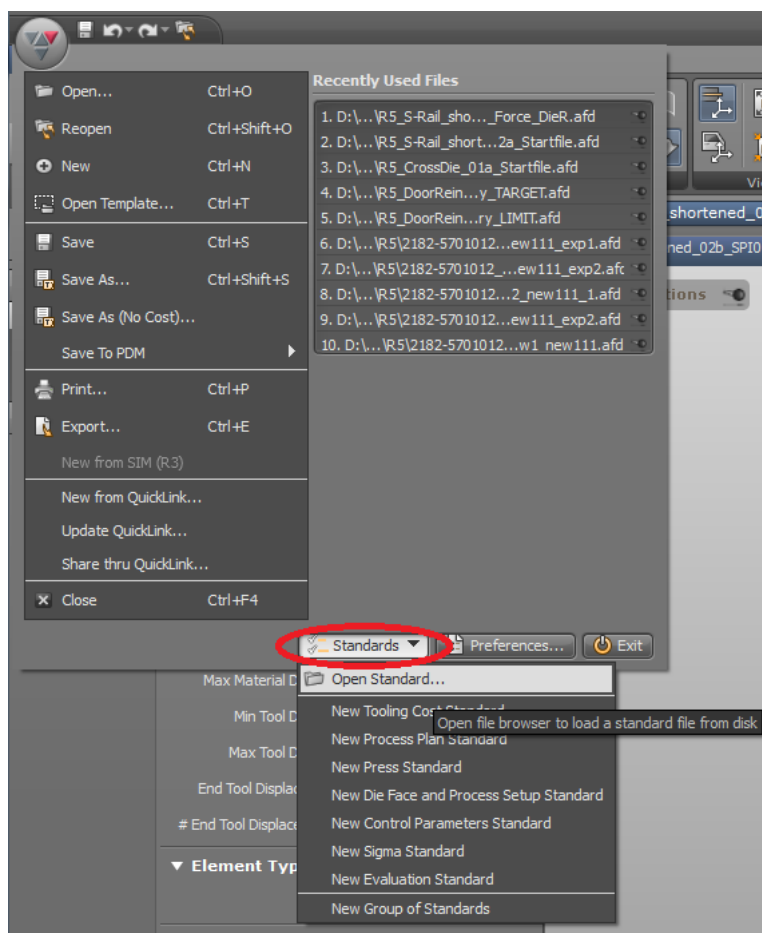 Recently Used Files
Open... Ctrl+O
Reopen Ctrl+Shift+O
New Ctrl+N
Open Template... Ctrl+T
Save Ctrl+S
Save As... Ctrl+Shift+S
Save As (No Cost)...
Save To PDM
Print... Ctrl+P
Export... Ctrl+E
New from SIM (R3)
New from QuickLink...
Update QuickLink...
Share thru QuickLink...
Close Ctrl+F4
1. D:\...\R5_S-Rail_sho..._Force_DieR.afd
2. D:\...\R5_S-Rail_short...2a_Startfile.afd
3. D:\...\R5_CrossDie_01a_Startfile.afd
4. D:\...\R5_DoorRein...y_TARGET.afd
5. D:\...\R5_DoorRein...ry_LIMIT.afd
6. D:\...\R5\2182-5701012...ew111_exp1.afd
7. D:\...\R5\2182-5701012_...ew111_exp2.afc
8. D:\...\R5\2182-5701012...2_new111_1.afd
9. D:\...\R5\2182-5701012...ew111_exp2.afd
10. D:\...\R5\2182-5701012...w1_new111.afd
Vi
shortened_0
ned_02b_SPI0
tions
Standards
Preferences...
Exit
Max Material D
Min Tool D
Max Tool D
End Tool Displac
# End Tool Displace
Element Typ
Open Standard...
New Tooling Cost Standard
Open file browser to load a standard file from disk
New Process Plan Standard
New Press Standard
New Die Face and Process Setup Standard
New Control Parameters Standard
New Sigma Standard
New Evaluation Standard
New Group of Standards